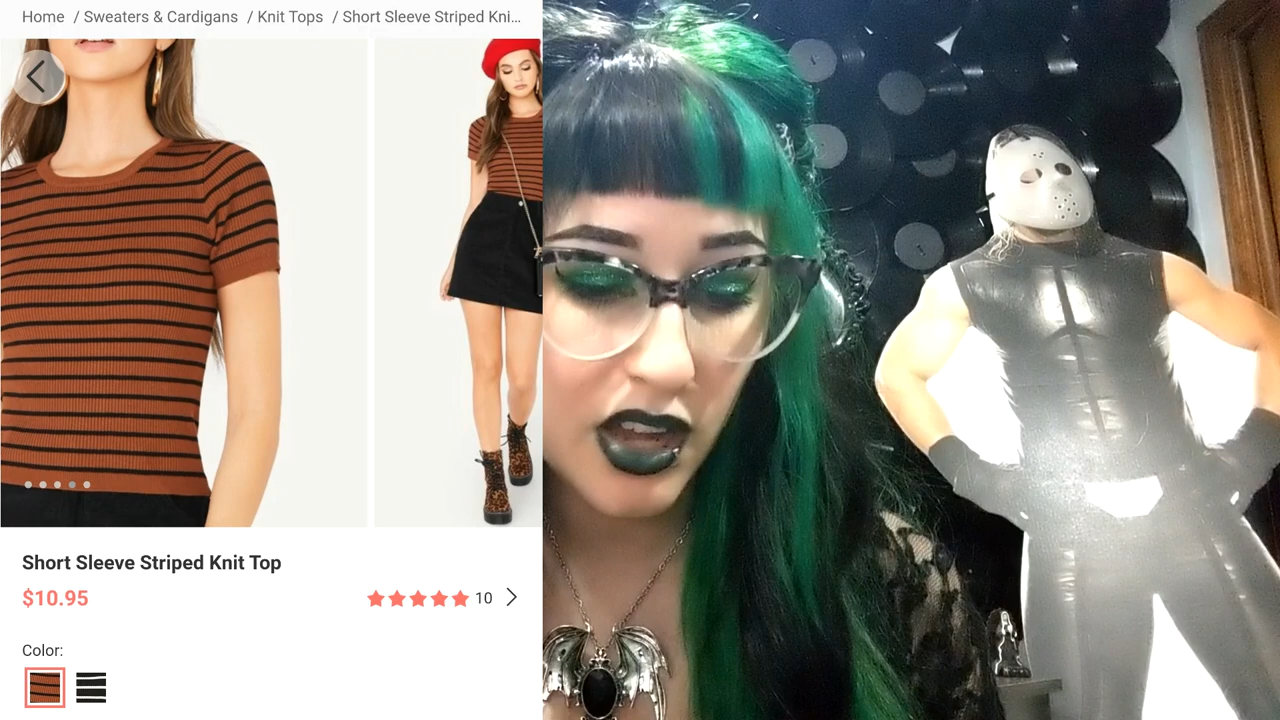 Home / Sweaters & Cardigans / Knit Tops / Short Sleeve Striped Kni...
Short Sleeve Striped Knit Top
$10.95
10
Color: